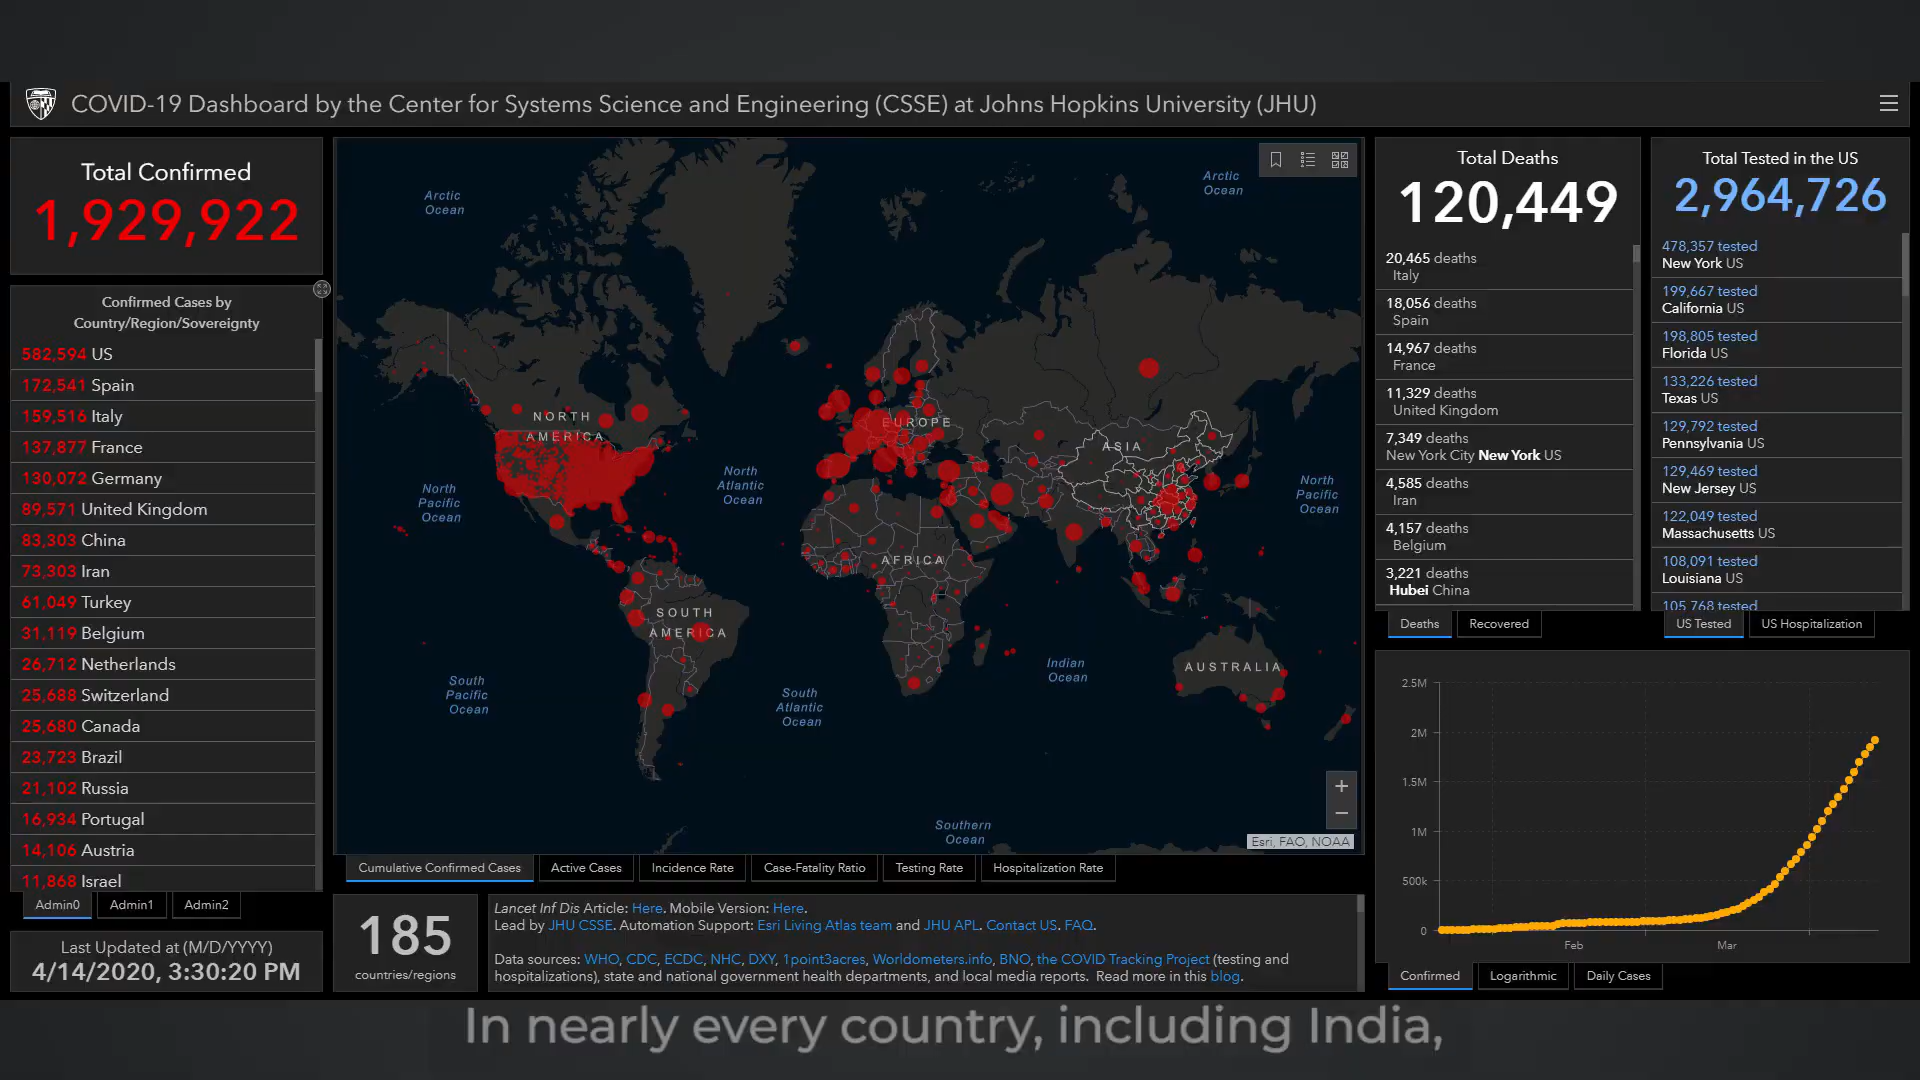 COVID-19 Dashboard by the Center for Systems Science and Engineering (CSSE) at Johns Hopkins University (JHU)
Total Confirmed
1,929,922
Confirmed Cases by
Country/Region/Sovereignty
582,594 US
172,541 Spain
159,516 Italy
137,877 France
130,072 Germany
89,571 United Kingdom
83,303 China
73,303 Iran
61,049 Turkey
31,119 Belgium
26,712 Netherlands
25,688 Switzerland
25,680 Canada
23,723 Brazil
21,102 Russia
16,934 Portugal
14,106 Austria
11,868 Israel
Admin0
Admin1
Admin2
Last Updated at (M/D/YYYY)
4/14/2020, 3:30:20 PM
Arctic
Ocean
Arctic
Ocean
NORTH
AMERICA
EUROPE
ASIA
North
Pacific
Ocean
North
Atlantic
Ocean
North
Pacific
Ocean
AFRICA
SOUTH
AMERICA
Indian
Ocean
AUSTRALIA
South
Pacific
Ocean
South
Atlantic
Ocean
Southern
Ocean
+
−
Esri, FAO, NOAA
Cumulative Confirmed Cases
Active Cases
Incidence Rate
Case-Fatality Ratio
Testing Rate
Hospitalization Rate
185
countries/regions
Lancet Inf Dis Article: Here. Mobile Version: Here.
Lead by JHU CSSE. Automation Support: Esri Living Atlas team and JHU APL. Contact US. FAQ.
Data sources: WHO, CDC, ECDC, NHC, DXY, 1point3acres, Worldometers.info, BNO, the COVID Tracking Project (testing and
hospitalizations), state and national government health departments, and local media reports. Read more in this blog.
Total Deaths
120,449
20,465 deaths
Italy
18,056 deaths
Spain
14,967 deaths
France
11,329 deaths
United Kingdom
7,349 deaths
New York City New York US
4,585 deaths
Iran
4,157 deaths
Belgium
3,221 deaths
Hubei China
Deaths
Recovered
Total Tested in the US
2,964,726
478,357 tested
New York US
199,667 tested
California US
198,805 tested
Florida US
133,226 tested
Texas US
129,792 tested
Pennsylvania US
129,469 tested
New Jersey US
122,049 tested
Massachusetts US
108,091 tested
Louisiana US
105,768 tested
US Tested
US Hospitalization
2.5M
2M
1.5M
1M
500k
0
Feb
Mar
Confirmed
Logarithmic
Daily Cases
In nearly every country, including India,